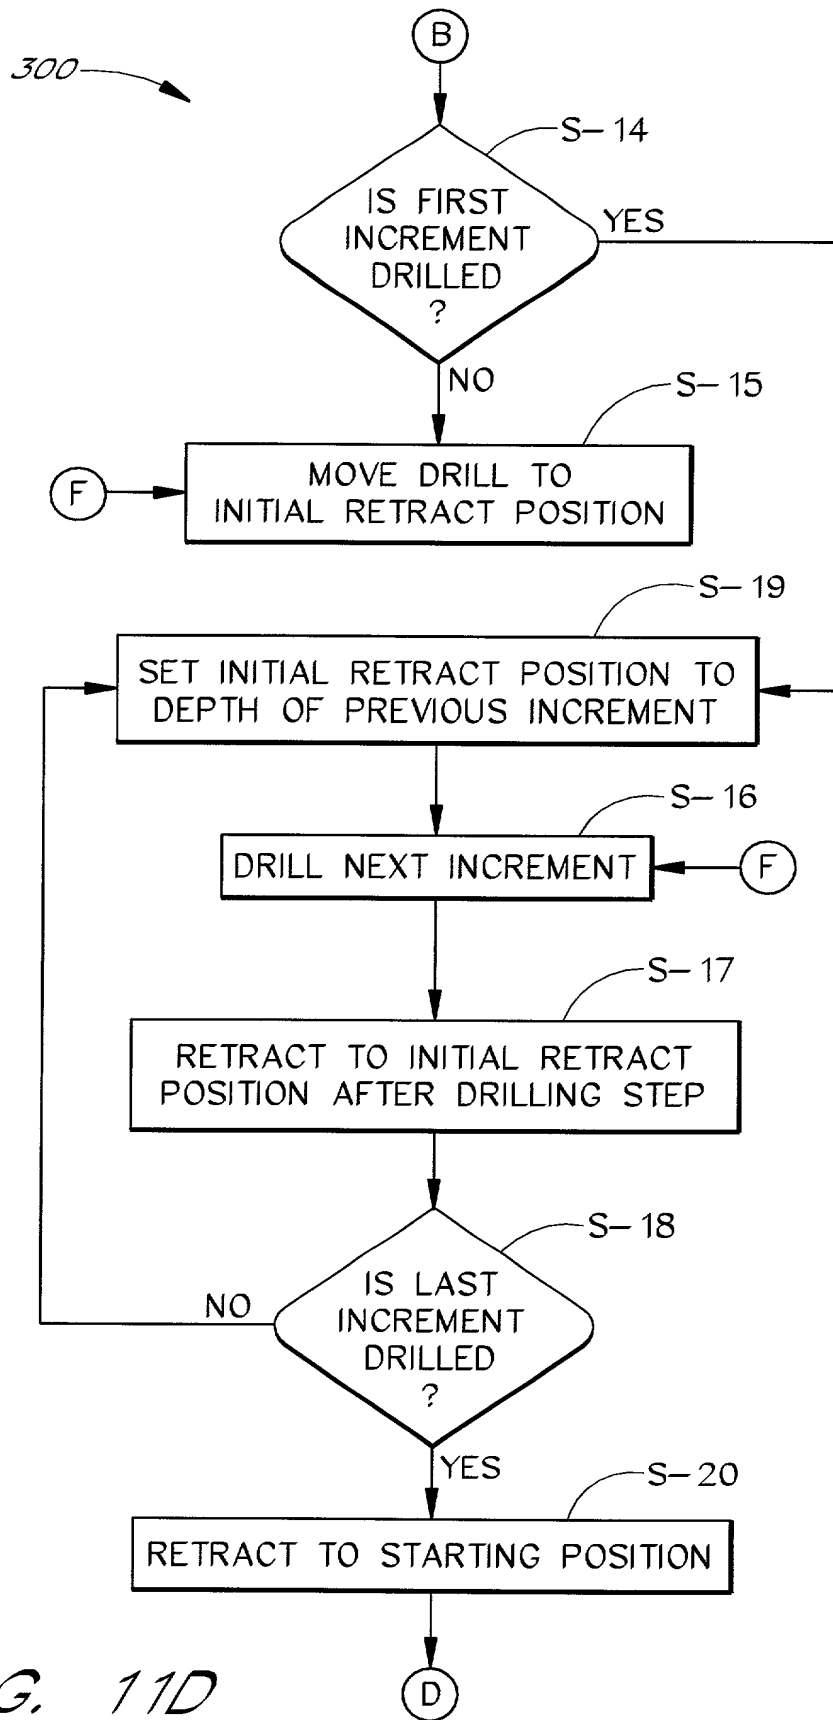 B
300
S-14
IS FIRST
INCREMENT
DRILLED
?
YES
NO
S-15
F
MOVE DRILL TO
INITIAL RETRACT POSITION
S-19
SET INITIAL RETRACT POSITION TO
DEPTH OF PREVIOUS INCREMENT
S-16
DRILL NEXT INCREMENT
F
S-17
RETRACT TO INITIAL RETRACT
POSITION AFTER DRILLING STEP
S-18
IS LAST
INCREMENT
DRILLED
?
NO
YES
S-20
RETRACT TO STARTING POSITION
G. 11D
D